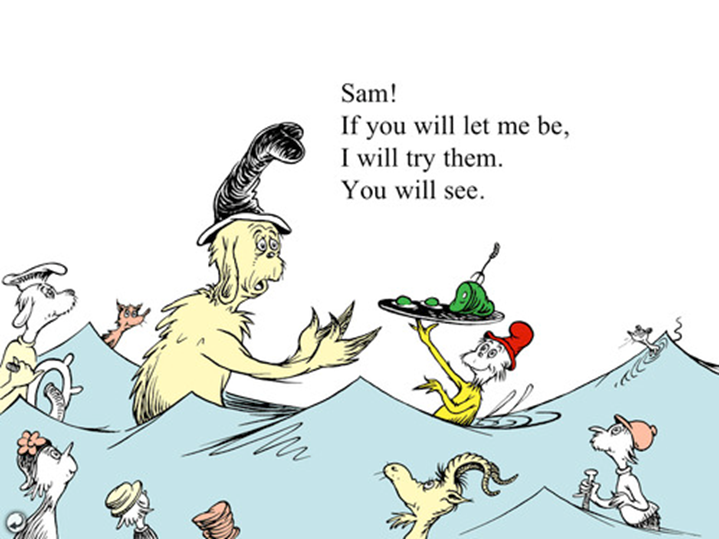 Sam!
If you will let me be,
I will try them.
You will see.